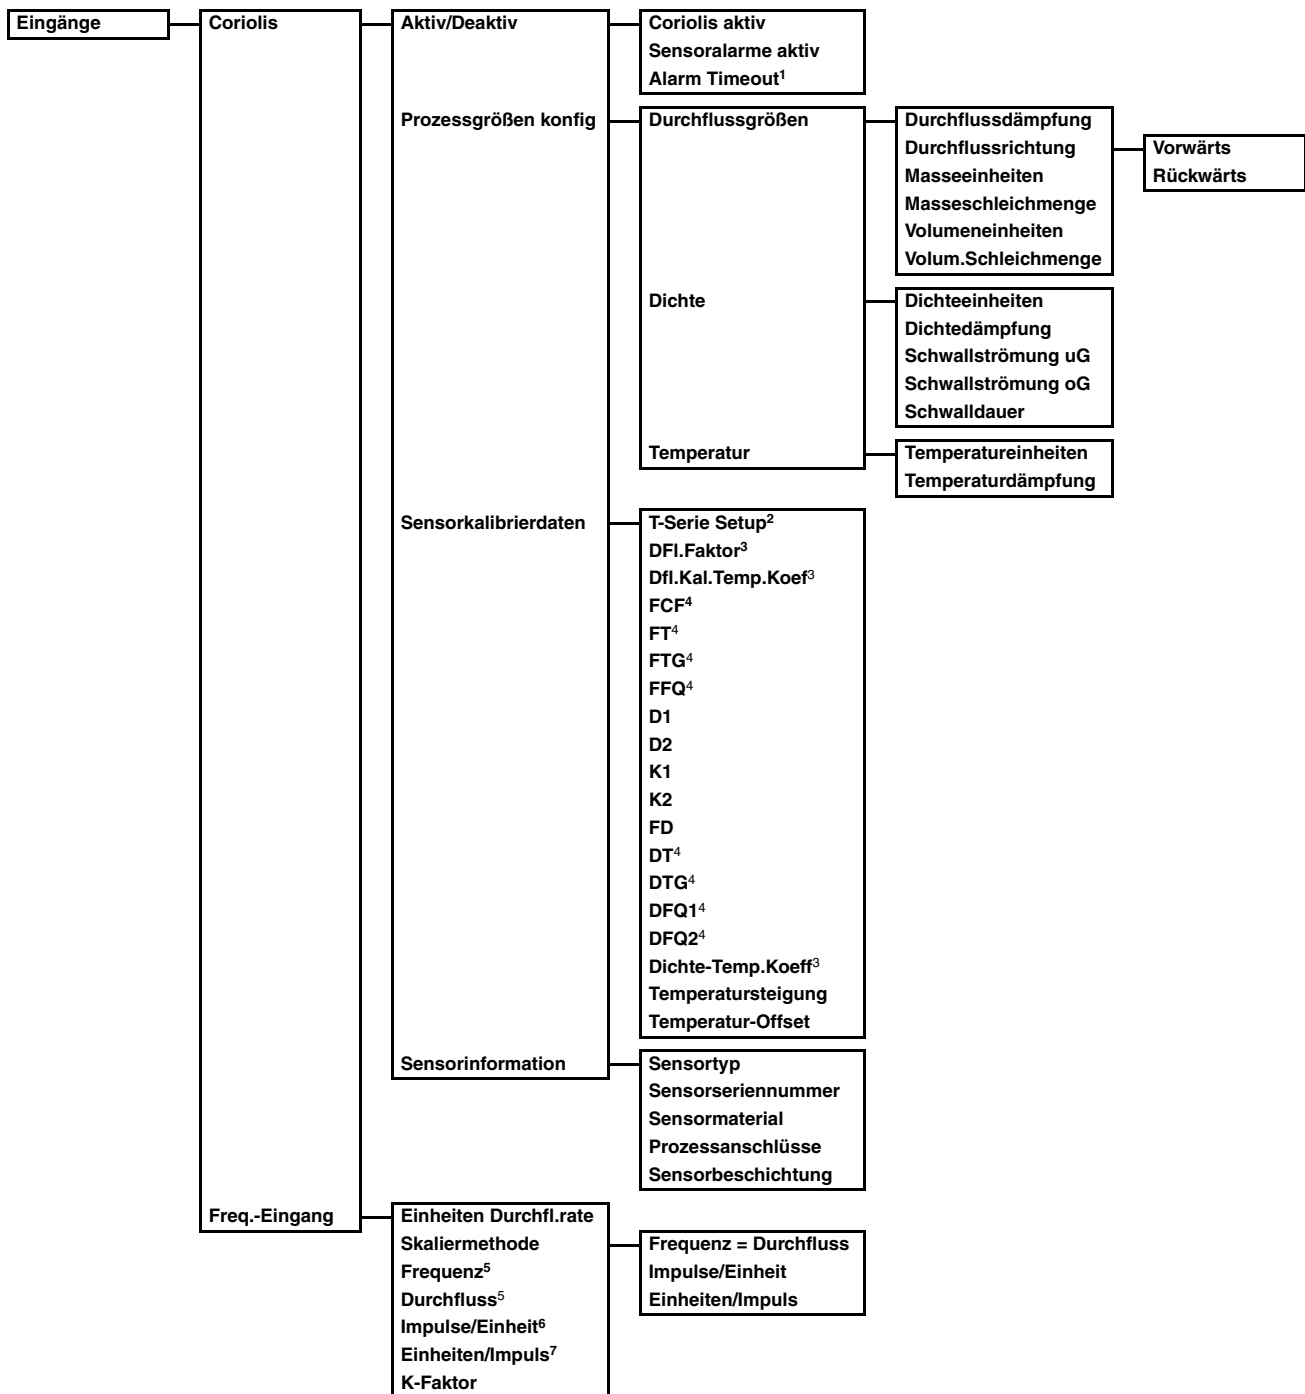 Eingänge
Coriolis
Aktiv/Deaktiv
Coriolis aktiv
Sensoralarme aktiv
Alarm Timeout¹
Prozessgrößen konfig
Durchflussgrößen
Durchflussdämpfung
Durchflussrichtung
Vorwärts
Rückwärts
Masseeinheiten
Masseschleichmenge
Volumeneinheiten
Volum.Schleichmenge
Dichte
Dichteeinheiten
Dichtedämpfung
Schwallströmung uG
Schwallströmung oG
Schwalldauer
Temperatur
Temperatureinheiten
Temperaturdämpfung
Sensorkalibrierdaten
T-Serie Setup²
DFl.Faktor³
Dfl.Kal.Temp.Koef³
FCF⁴
FT⁴
FTG⁴
FFQ⁴
D1
D2
K1
K2
FD
DT⁴
DTG⁴
DFQ1⁴
DFQ2⁴
Dichte-Temp.Koeff³
Temperatursteigung
Temperatur-Offset
Sensorinformation
Sensortyp
Sensorseriennummer
Sensormaterial
Prozessanschlüsse
Sensorbeschichtung
Freq.-Eingang
Einheiten Durchfl.rate
Skaliermethode
Frequenz = Durchfluss
Impulse/Einheit
Einheiten/Impuls
Frequenz⁵
Durchfluss⁵
Impulse/Einheit⁶
Einheiten/Impuls⁷
K-Faktor